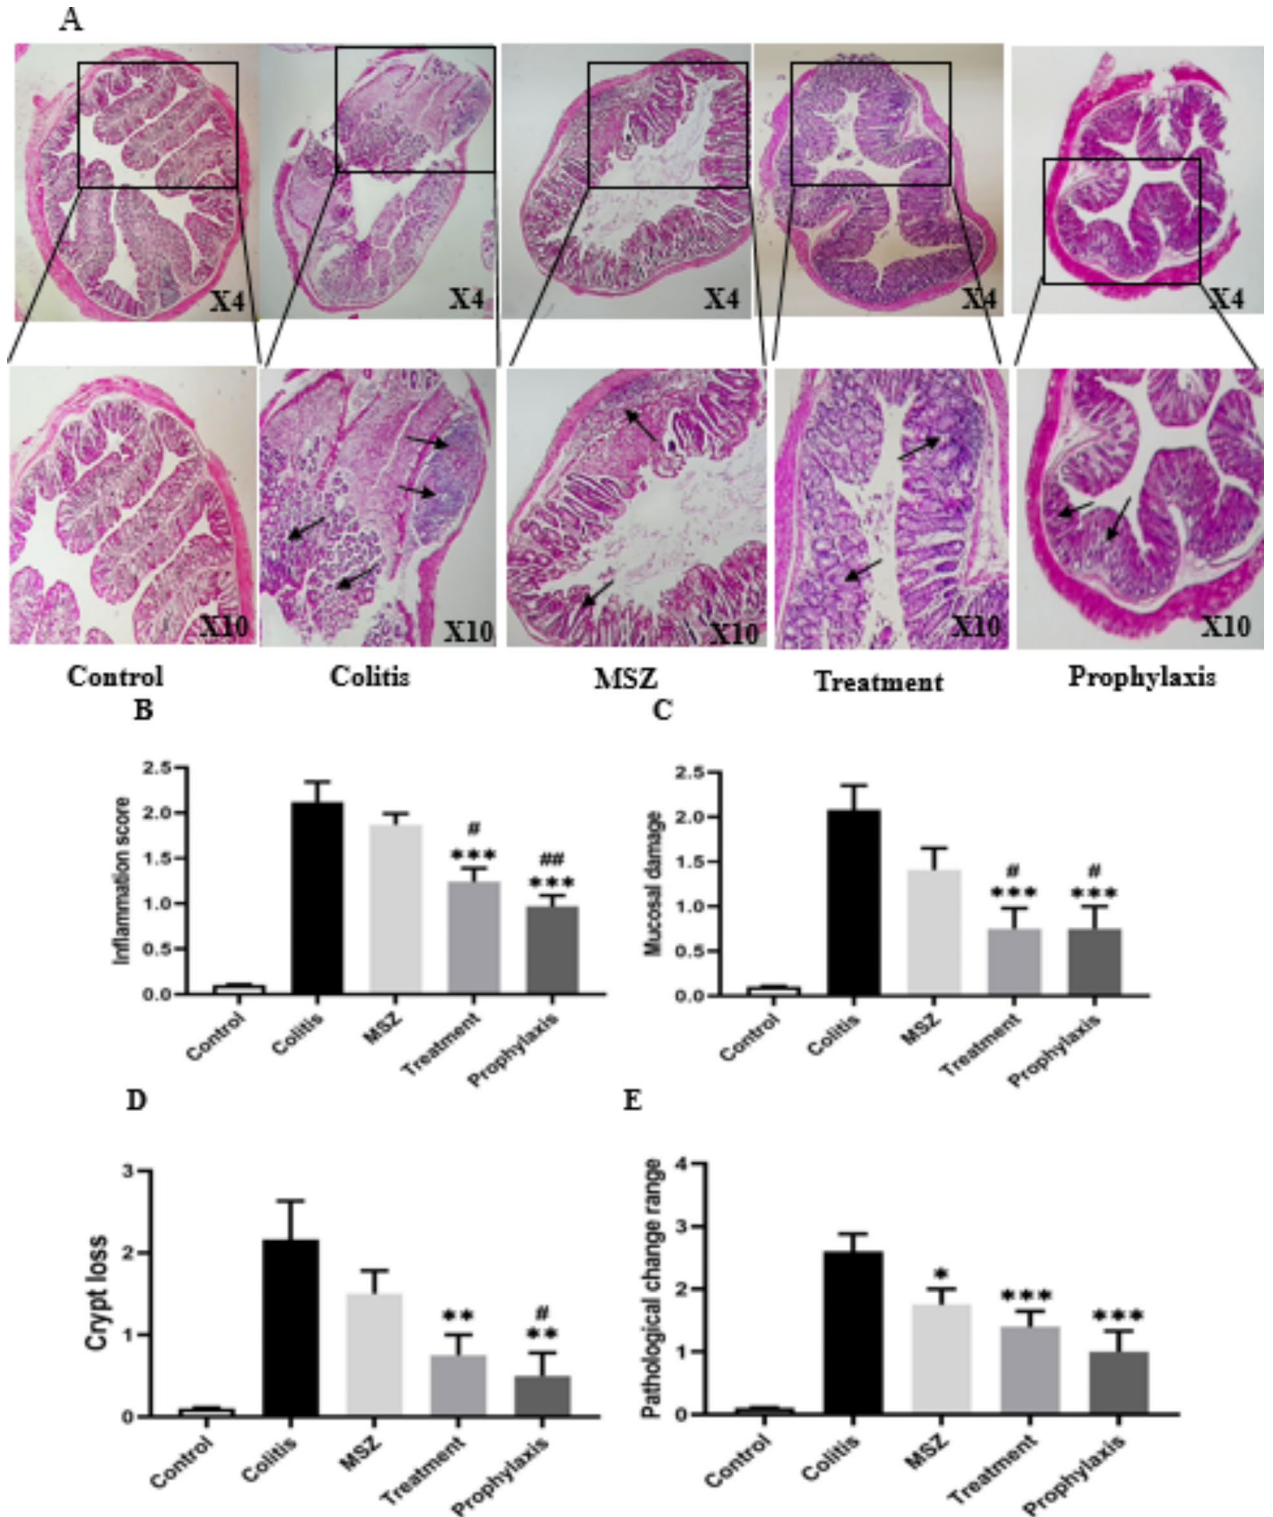 A
X4 X4 X4 X4 X4
X10 X10 X10 X10 X10
Control Colitis MSZ Treatment Prophylaxis
B
Inflammation score
2.5
2.0
1.5
1.0
0.5
0.0
#
***
##
***
Control Colitis MSZ Treatment Prophylaxis
C
Mucosal damage
2.5
2.0
1.5
1.0
0.5
0.0
#
***
#
***
Control Colitis MSZ Treatment Prophylaxis
D
Crypt loss
3
2
1
0
**
#
**
Control Colitis MSZ Treatment Prophylaxis
E
Pathological change range
4
3
2
1
0
*
***
***
Control Colitis MSZ Treatment Prophylaxis